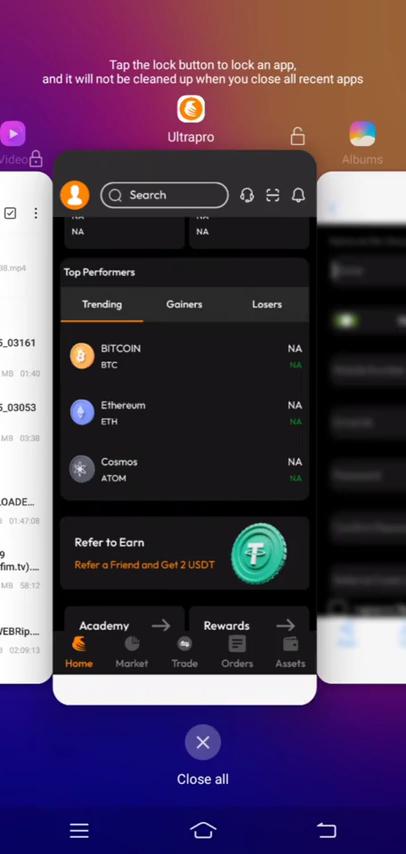 Tap the lock button to lock an app,
and it will not be cleaned up when you close all recent apps
Video
Ultrapro
Albums
Search
38.mp4
NA NA
NA NA
Top Performers
Trending Gainers Losers
5_03161
MB 01:40
BITCOIN NA
BTC NA
5_03053
MB 03:38
Ethereum NA
ETH NA
Cosmos NA
ATOM NA
LOADE...
MB 01:47:08
Refer to Earn
Refer a Friend and Get 2 USDT
9
fim.tv)....
MB 58:12
Academy Rewards
WEBRip....
MB 02:09:13
Home Market Trade Orders Assets
Close all